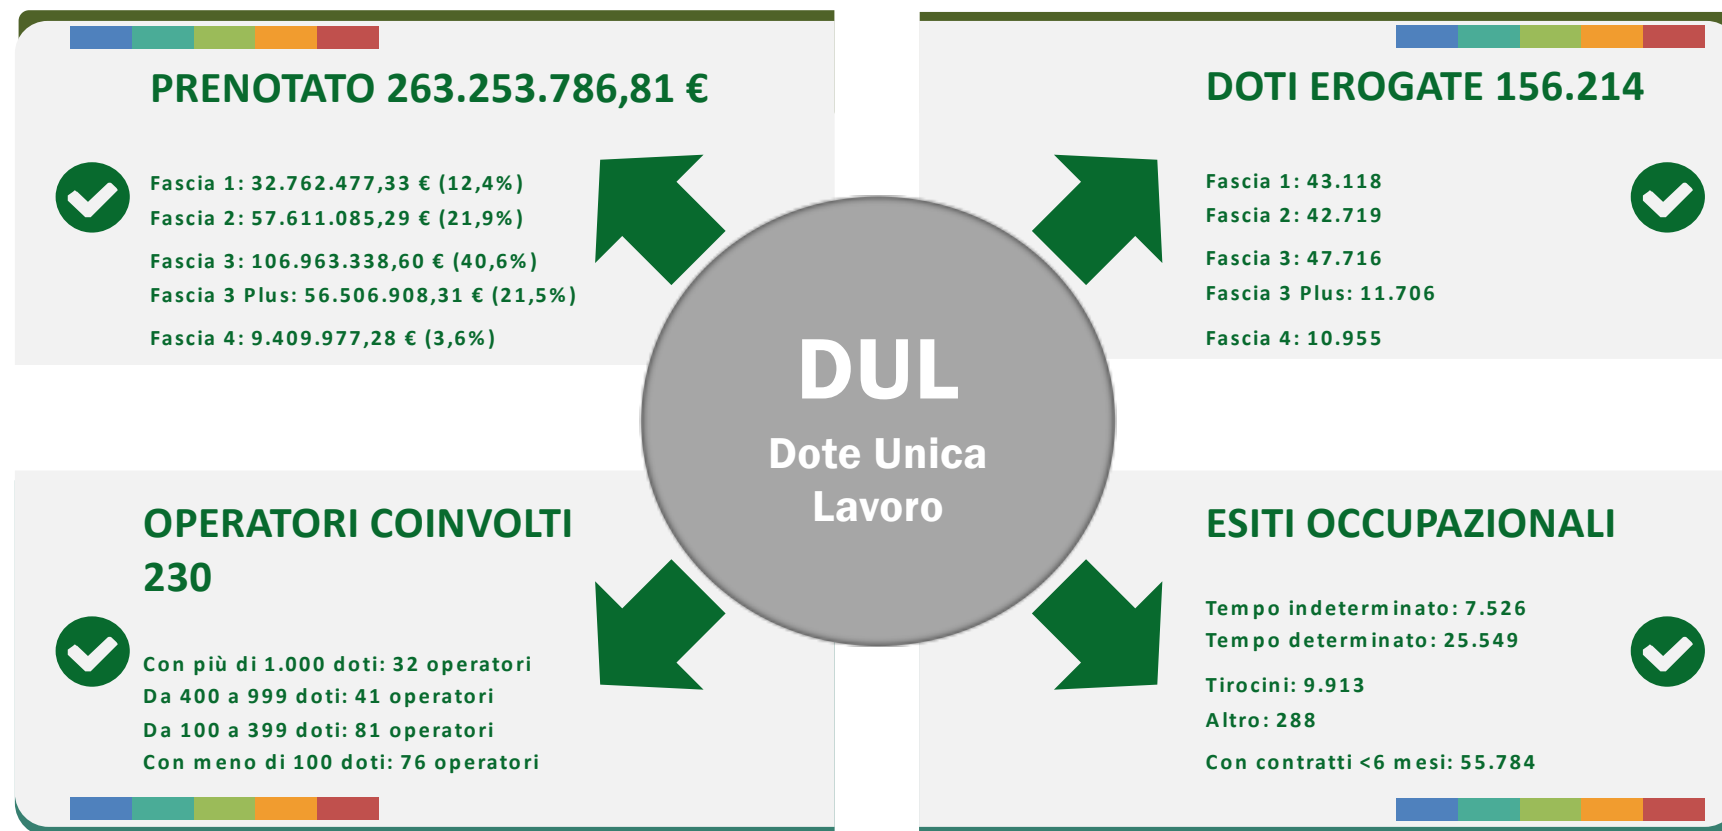 PRENOTATO 263.253.786,81 €
Fascia 1: 32.762.477,33 € (12,4%)
Fascia 2: 57.611.085,29 € (21,9%)
Fascia 3: 106.963.338,60 € (40,6%)
Fascia 3 Plus: 56.506.908,31 € (21,5%)
Fascia 4: 9.409.977,28 € (3,6%)
DOTI EROGATE 156.214
Fascia 1: 43.118
Fascia 2: 42.719
Fascia 3: 47.716
Fascia 3 Plus: 11.706
Fascia 4: 10.955
DUL
Dote Unica
Lavoro
OPERATORI COINVOLTI
230
Con più di 1.000 doti: 32 operatori
Da 400 a 999 doti: 41 operatori
Da 100 a 399 doti: 81 operatori
Con meno di 100 doti: 76 operatori
ESITI OCCUPAZIONALI
Tempo indeterminato: 7.526
Tempo determinato: 25.549
Tirocini: 9.913
Altro: 288
Con contratti <6 mesi: 55.784